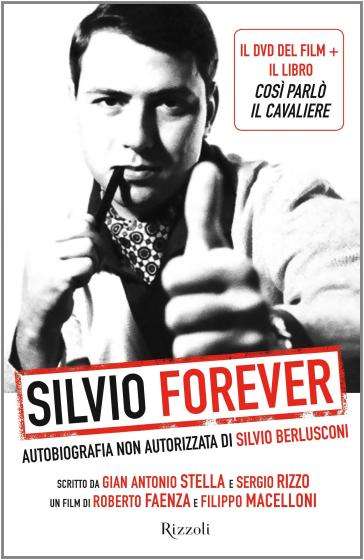 IL DVD DEL FILM +
IL LIBRO
COSÌ PARLÒ
IL CAVALIERE
SILVIO FOREVER
AUTOBIOGRAFIA NON AUTORIZZATA DI SILVIO BERLUSCONI
SCRITTO DA GIAN ANTONIO STELLA E SERGIO RIZZO
UN FILM DI ROBERTO FAENZA E FILIPPO MACELLONI
Rizzoli